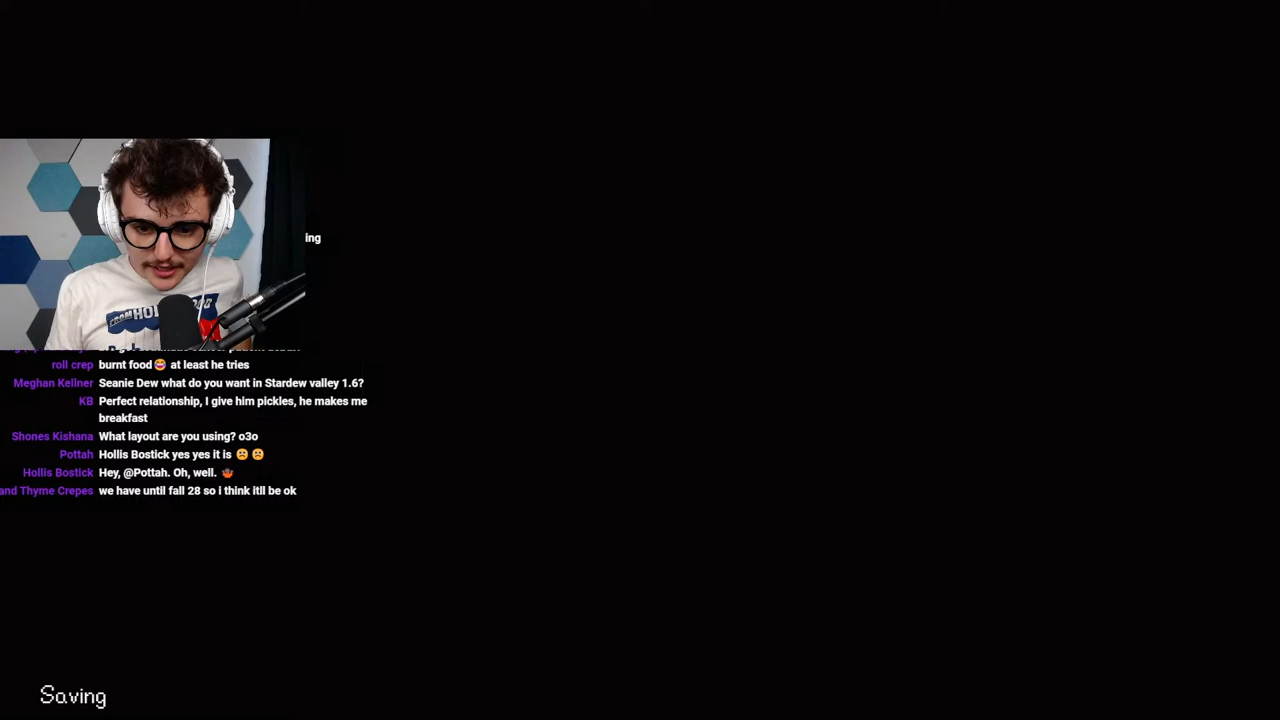 ing
FROM HOL
roll crep burnt food😆 at least he tries
Meghan Kellner Seanie Dew what do you want in Stardew valley 1.6?
KB Perfect relationship, I give him pickles, he makes me
breakfast
Shones Kishana What layout are you using? o3o
Pottah Hollis Bostick yes yes it is 🙁 🙁
Hollis Bostick Hey, @Pottah. Oh, well. 🤷🏾
and Thyme Crepes we have until fall 28 so i think itll be ok
Saving